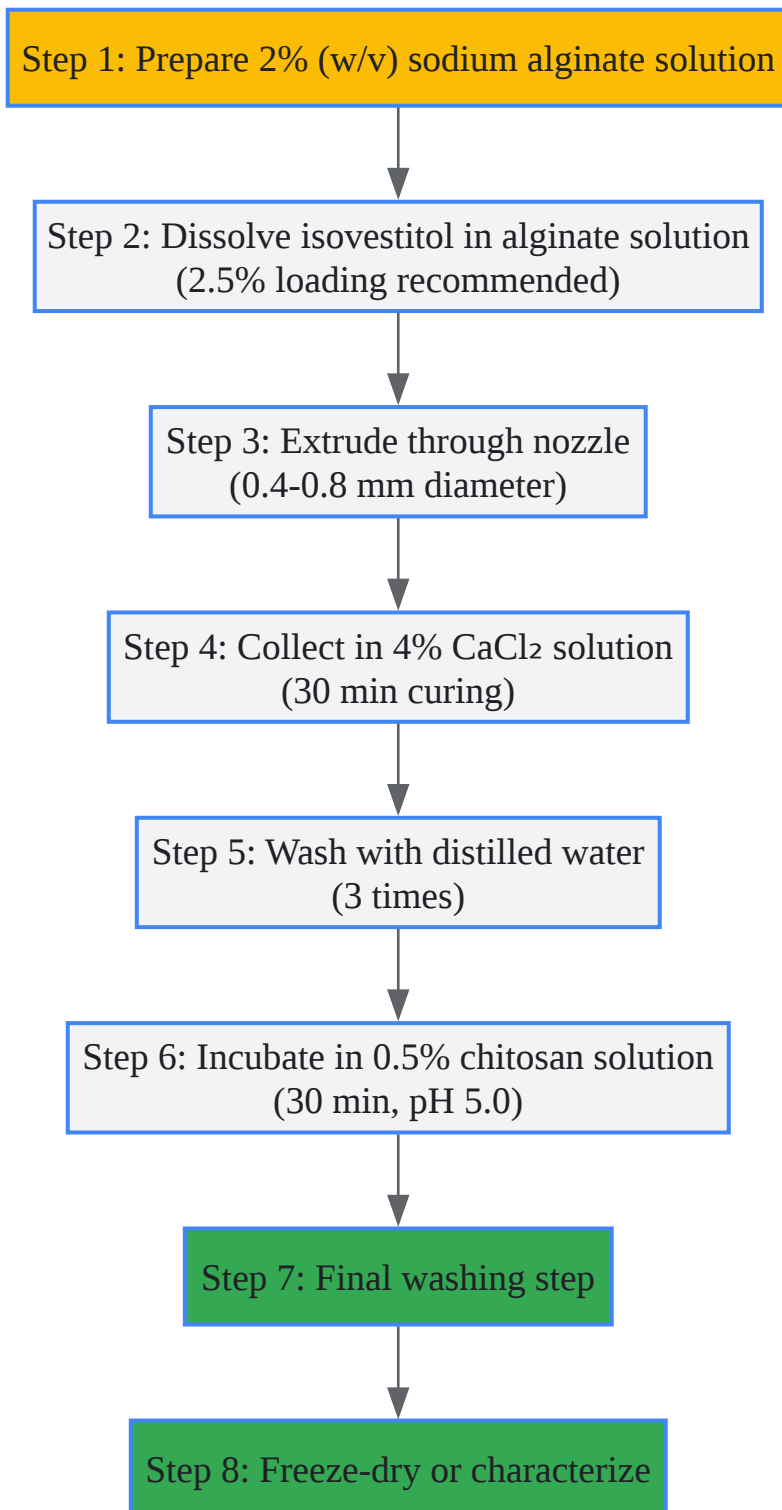 Step 1: Prepare 2% (w/v) sodium alginate solution
Step 2: Dissolve isovestitol in alginate solution
(2.5% loading recommended)
Step 3: Extrude through nozzle
(0.4-0.8 mm diameter)
Step 4: Collect in 4% CaCl₂ solution
(30 min curing)
Step 5: Wash with distilled water
(3 times)
Step 6: Incubate in 0.5% chitosan solution
(30 min, pH 5.0)
Step 7: Final washing step
Step 8: Freeze-dry or characterize